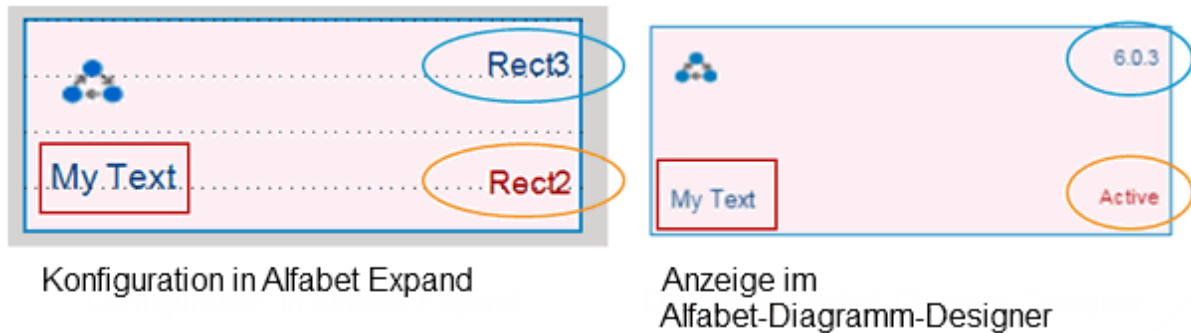 Rect3
My Text
Rect2
Konfiguration in Alfabet Expand
6.0.3
My Text
Active
Anzeige im
Alfabet-Diagramm-Designer